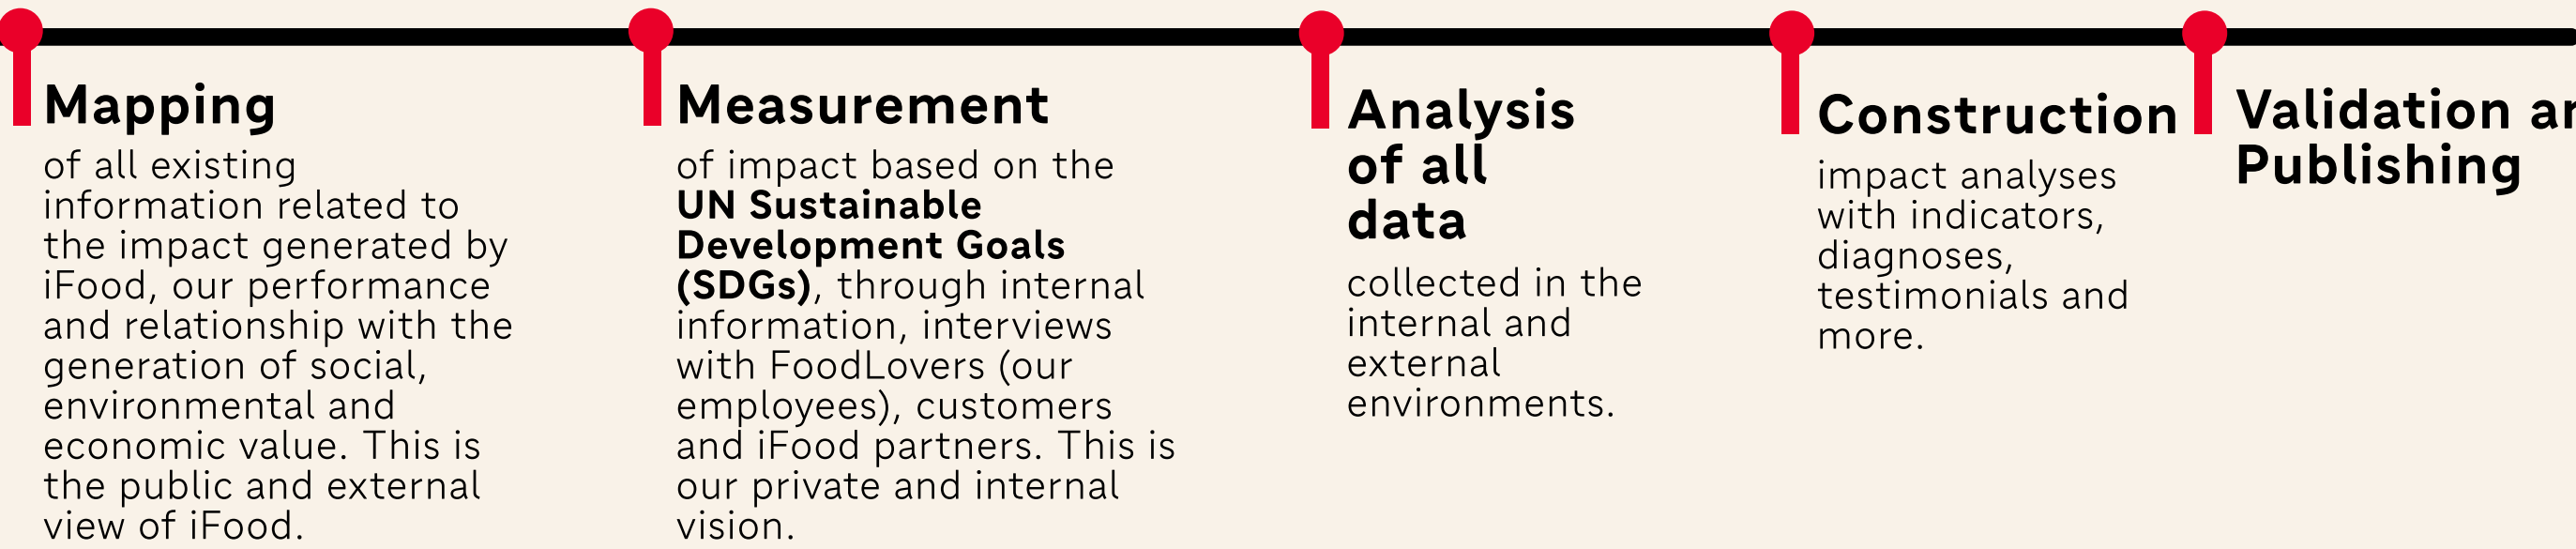 Mapping
of all existing
information related to
the impact generated by
iFood, our performance
and relationship with the
generation of social,
environmental and
economic value. This is
the public and external
view of iFood.
Measurement
of impact based on the
UN Sustainable
Development Goals
(SDGs), through internal
information, interviews
with FoodLovers (our
employees), customers
and iFood partners. This is
our private and internal
vision.
Analysis
of all
data
collected in the
internal and
external
environments.
Construction
impact analyses
with indicators,
diagnoses,
testimonials and
more.
Validation
Publishing